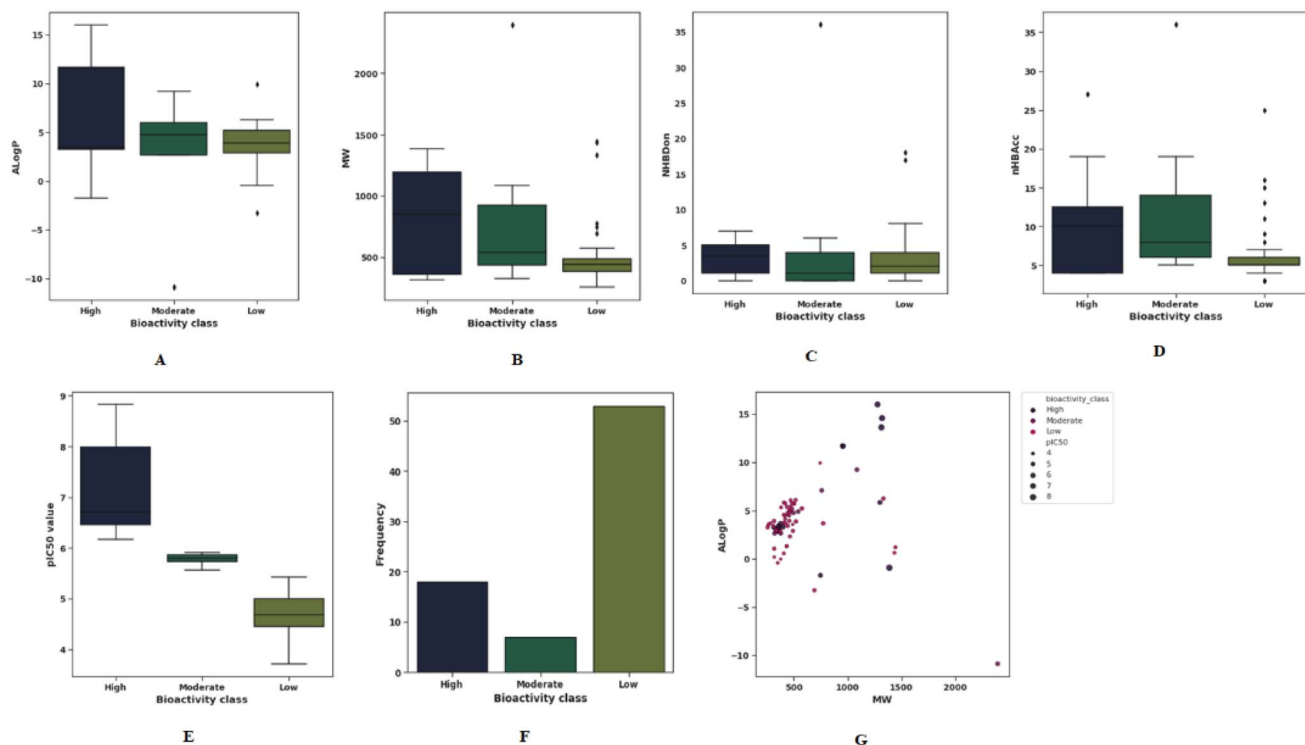 15
10
5
0
−5
−10
ALogP
High Moderate Low
Bioactivity class
A
2000
1500
1000
500
MW
High Moderate Low
Bioactivity class
B
35
30
25
20
15
10
5
0
NHBDon
High Moderate Low
Bioactivity class
C
35
30
25
20
15
10
5
nHBAcc
High Moderate Low
Bioactivity class
D
9
8
7
6
5
4
pIC50 value
High Moderate Low
Bioactivity class
E
50
40
30
20
10
0
Frequency
High Moderate Low
Bioactivity class
F
15
10
5
0
−5
−10
ALogP
500 1000 1500 2000
MW
G
bioactivity_class
High
Moderate
Low
pIC50
4
5
6
7
8